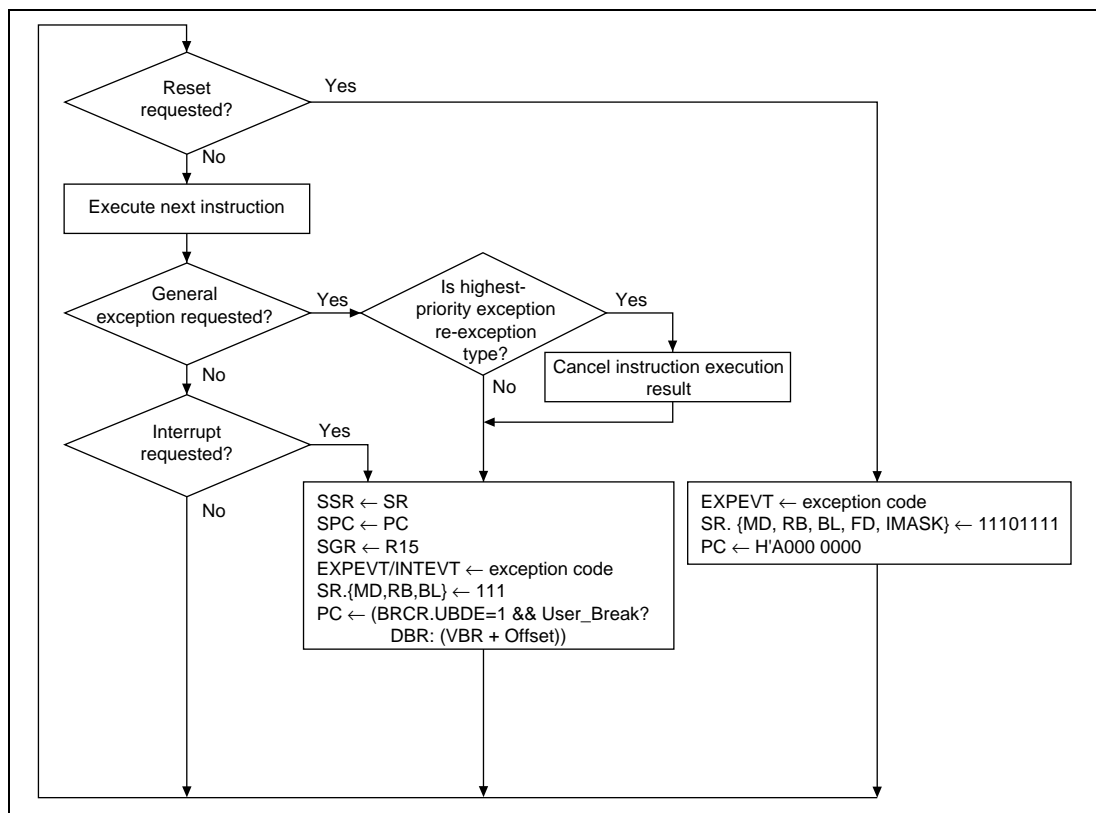 Reset
requested?
Yes
No
Execute next instruction
General
exception requested?
Yes
No
Is highest-
priority exception
re-exception
type?
Yes
No
Cancel instruction execution
result
Interrupt
requested?
Yes
No
SSR ← SR
SPC ← PC
SGR ← R15
EXPEVT/INTEVT ← exception code
SR.{MD,RB,BL} ← 111
PC ← (BRCR.UBDE=1 && User_Break?
DBR: (VBR + Offset))
EXPEVT ← exception code
SR. {MD, RB, BL, FD, IMASK} ← 11101111
PC ← H'A000 0000